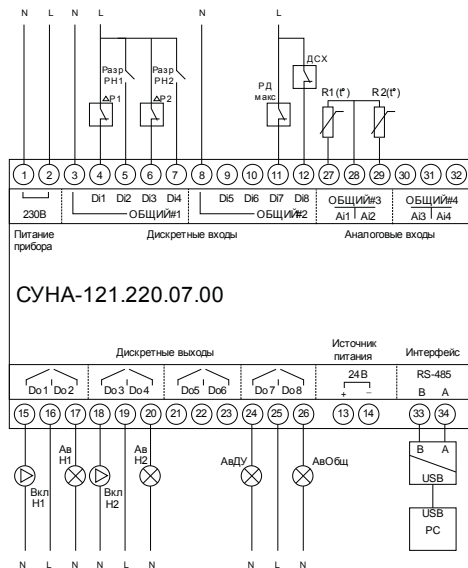 N L N L N L
Разр РН1
ΔP1
Разр РН2
ΔP2
РД макс
ДСХ
R1(t°)
R2(t°)
1 2 3 4 5 6 7 8 9 10 11 12 27 28 29 30 31 32
Di1 Di2 Di3 Di4 Di5 Di6 Di7 Di8
230В ОБЩИЙ#1 ОБЩИЙ#2
ОБЩИЙ#3 ОБЩИЙ#4
Ai1 Ai2 Ai3 Ai4
Питание прибора
Дискретные входы
Аналоговые входы
СУНА-121.220.07.00
Дискретные выходы
Источник питания
Интерфейс
24В
RS-485
Do1 Do2 Do3 Do4 Do5 Do6 Do7 Do8
+ – B A
15 16 17 18 19 20 21 22 23 24 25 26 13 14 33 34
Вкл Н1
Ав Н1
Вкл Н2
Ав Н2
АвДУ
АвОбщ
B A
USB
USB
PC
N L N N L N N L N